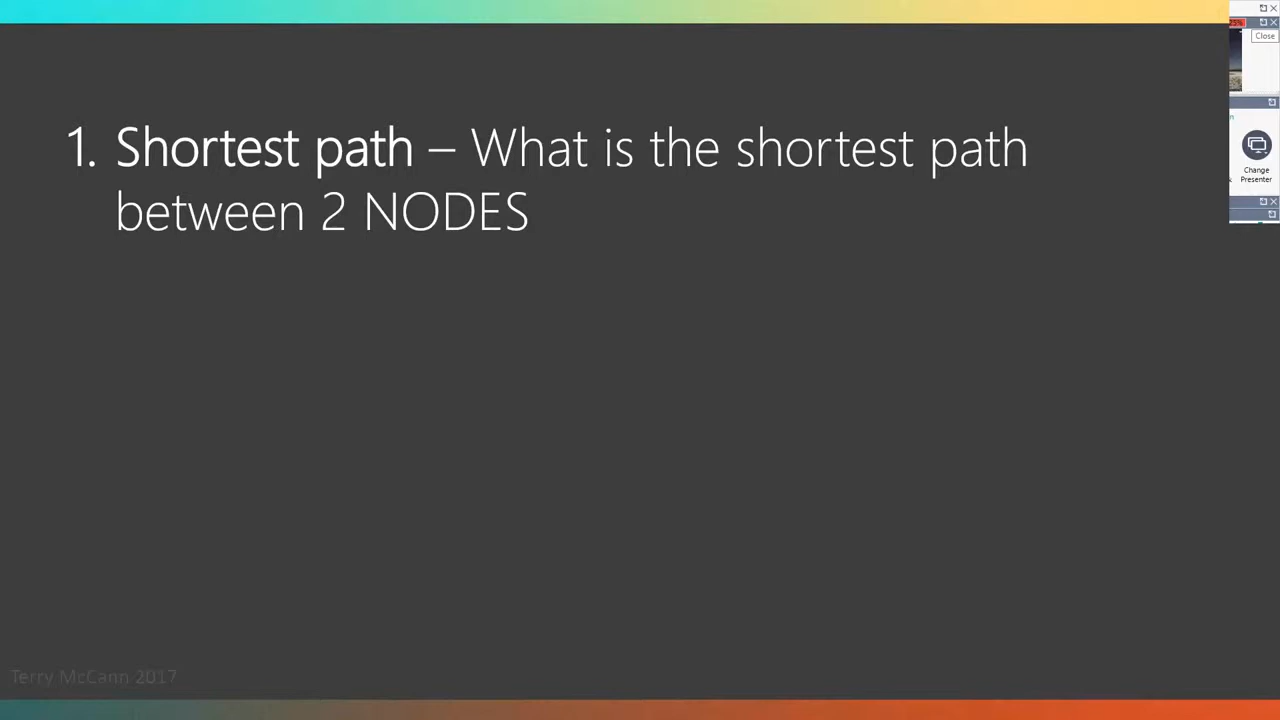 1. Shortest path – What is the shortest path
between 2 NODES
Close
Change
Presenter
Terry McCann 2017